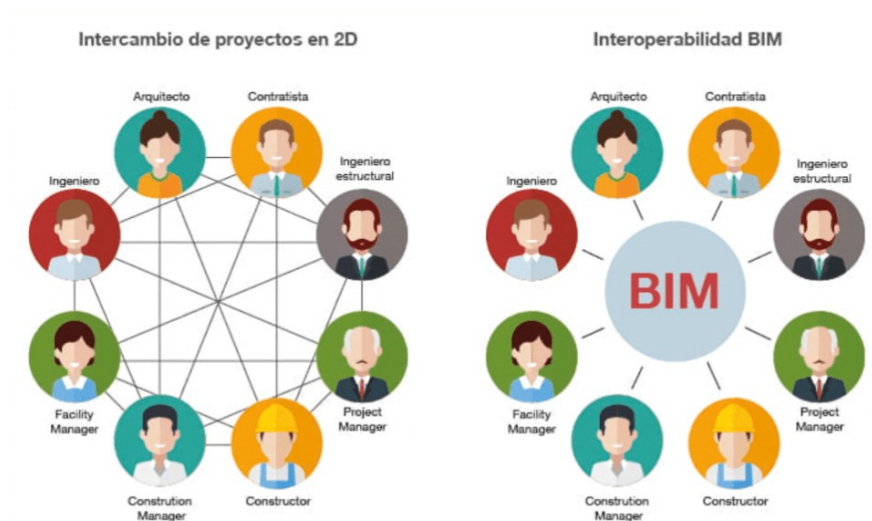 Intercambio de proyectos en 2D
Arquitecto
Contratista
Ingeniero
Ingeniero
estructural
Facility
Manager
Project
Manager
Constrution
Manager
Constructor
Interoperabilidad BIM
Arquitecto
Contratista
Ingeniero
Ingeniero
estructural
BIM
Facility
Manager
Project
Manager
Constrution
Manager
Constructor